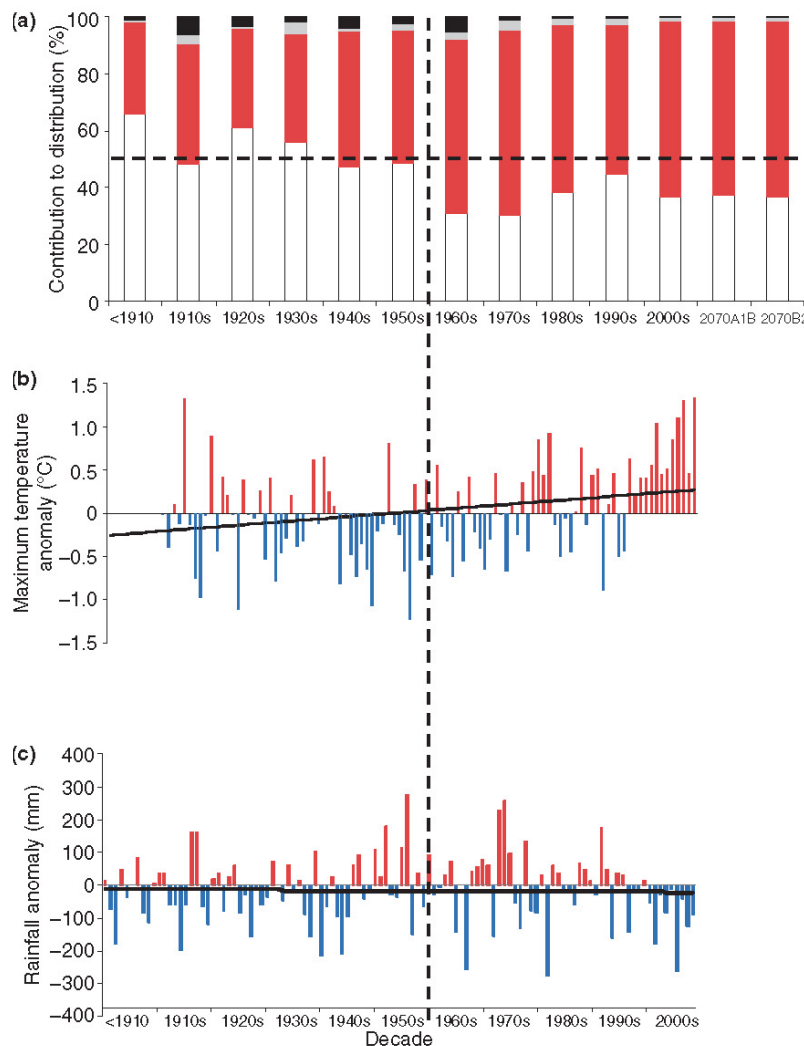 (a)
Contribution to distribution (%)
100
80
60
40
20
0
<1910 1910s 1920s 1930s 1940s 1950s 1960s 1970s 1980s 1990s 2000s 2070A1B 2070B2
(b)
Maximum temperature
anomaly (°C)
1.5
1.0
0.5
0
−0.5
−1.0
−1.5
(c)
Rainfall anomaly (mm)
400
300
200
100
0
−100
−200
−300
−400
<1910 1910s 1920s 1930s 1940s 1950s 1960s 1970s 1980s 1990s 2000s
Decade